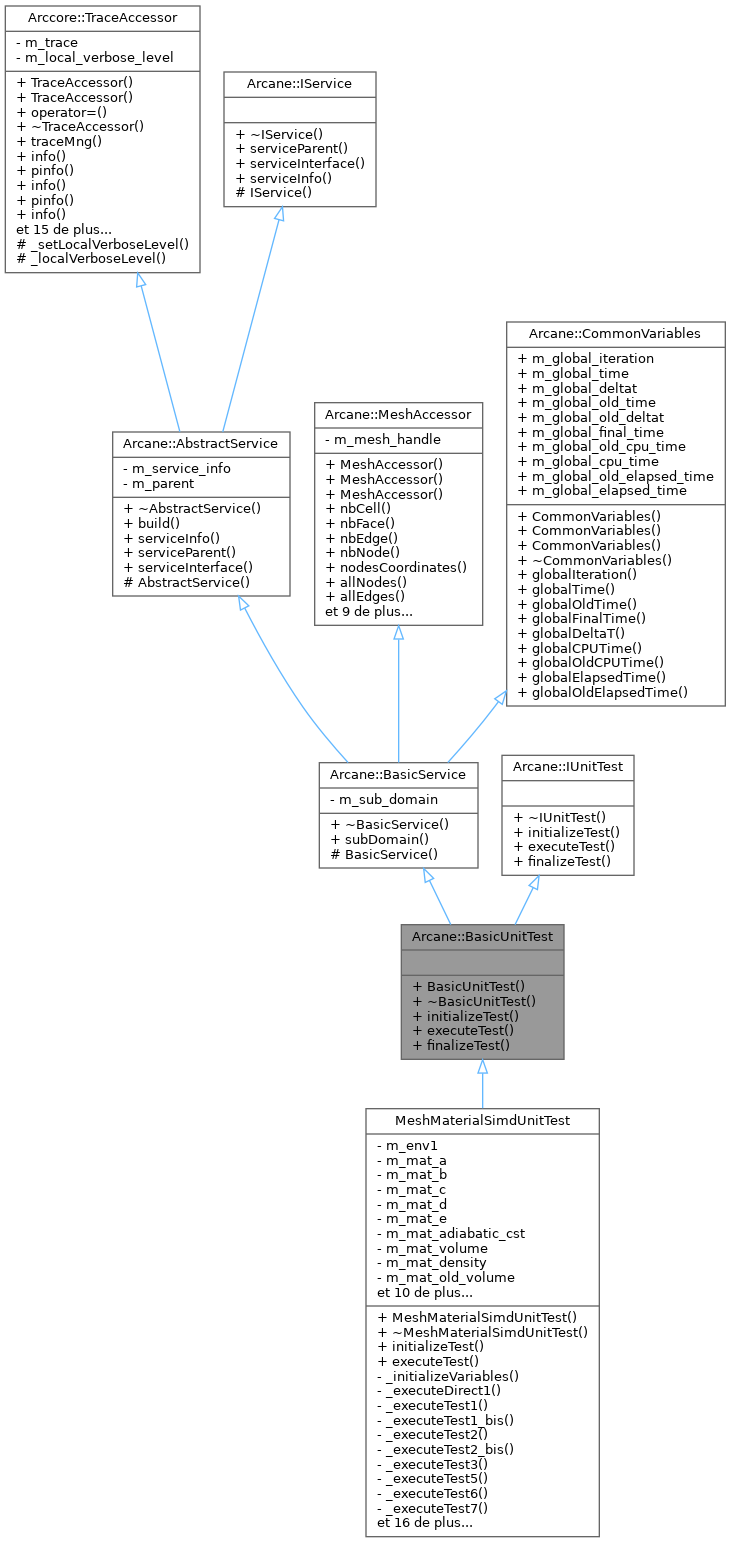 Arccore::TraceAccessor
- m_trace
- m_local_verbose_level
+ TraceAccessor()
+ TraceAccessor()
+ operator=()
+ ~TraceAccessor()
+ traceMng()
+ info()
+ pinfo()
+ info()
+ pinfo()
+ info()
et 15 de plus...
# _setLocalVerboseLevel()
# _localVerboseLevel()
Arcane::IService
+ ~IService()
+ serviceParent()
+ serviceInterface()
+ serviceInfo()
# IService()
Arcane::CommonVariables
+ m_global_iteration
+ m_global_time
+ m_global_deltat
+ m_global_old_time
+ m_global_old_deltat
+ m_global_final_time
+ m_global_old_cpu_time
+ m_global_cpu_time
+ m_global_old_elapsed_time
+ m_global_elapsed_time
+ CommonVariables()
+ CommonVariables()
+ CommonVariables()
+ ~CommonVariables()
+ globalIteration()
+ globalTime()
+ globalOldTime()
+ globalFinalTime()
+ globalDeltaT()
+ globalCPUTime()
+ globalOldCPUTime()
+ globalElapsedTime()
+ globalOldElapsedTime()
Arcane::MeshAccessor
- m_mesh_handle
+ MeshAccessor()
+ MeshAccessor()
+ MeshAccessor()
+ nbCell()
+ nbFace()
+ nbEdge()
+ nbNode()
+ nodesCoordinates()
+ allNodes()
+ allEdges()
et 9 de plus...
Arcane::AbstractService
- m_service_info
- m_parent
+ ~AbstractService()
+ build()
+ serviceInfo()
+ serviceParent()
+ serviceInterface()
# AbstractService()
Arcane::BasicService
- m_sub_domain
+ ~BasicService()
+ subDomain()
# BasicService()
Arcane::IUnitTest
+ ~IUnitTest()
+ initializeTest()
+ executeTest()
+ finalizeTest()
Arcane::BasicUnitTest
+ BasicUnitTest()
+ ~BasicUnitTest()
+ initializeTest()
+ executeTest()
+ finalizeTest()
MeshMaterialSimdUnitTest
- m_env1
- m_mat_a
- m_mat_b
- m_mat_c
- m_mat_d
- m_mat_e
- m_mat_adiabatic_cst
- m_mat_volume
- m_mat_density
- m_mat_old_volume
et 10 de plus...
+ MeshMaterialSimdUnitTest()
+ ~MeshMaterialSimdUnitTest()
+ initializeTest()
+ executeTest()
- _initializeVariables()
- _executeDirect1()
- _executeTest1()
- _executeTest1_bis()
- _executeTest2()
- _executeTest2_bis()
- _executeTest3()
- _executeTest5()
- _executeTest6()
- _executeTest7()
et 16 de plus...